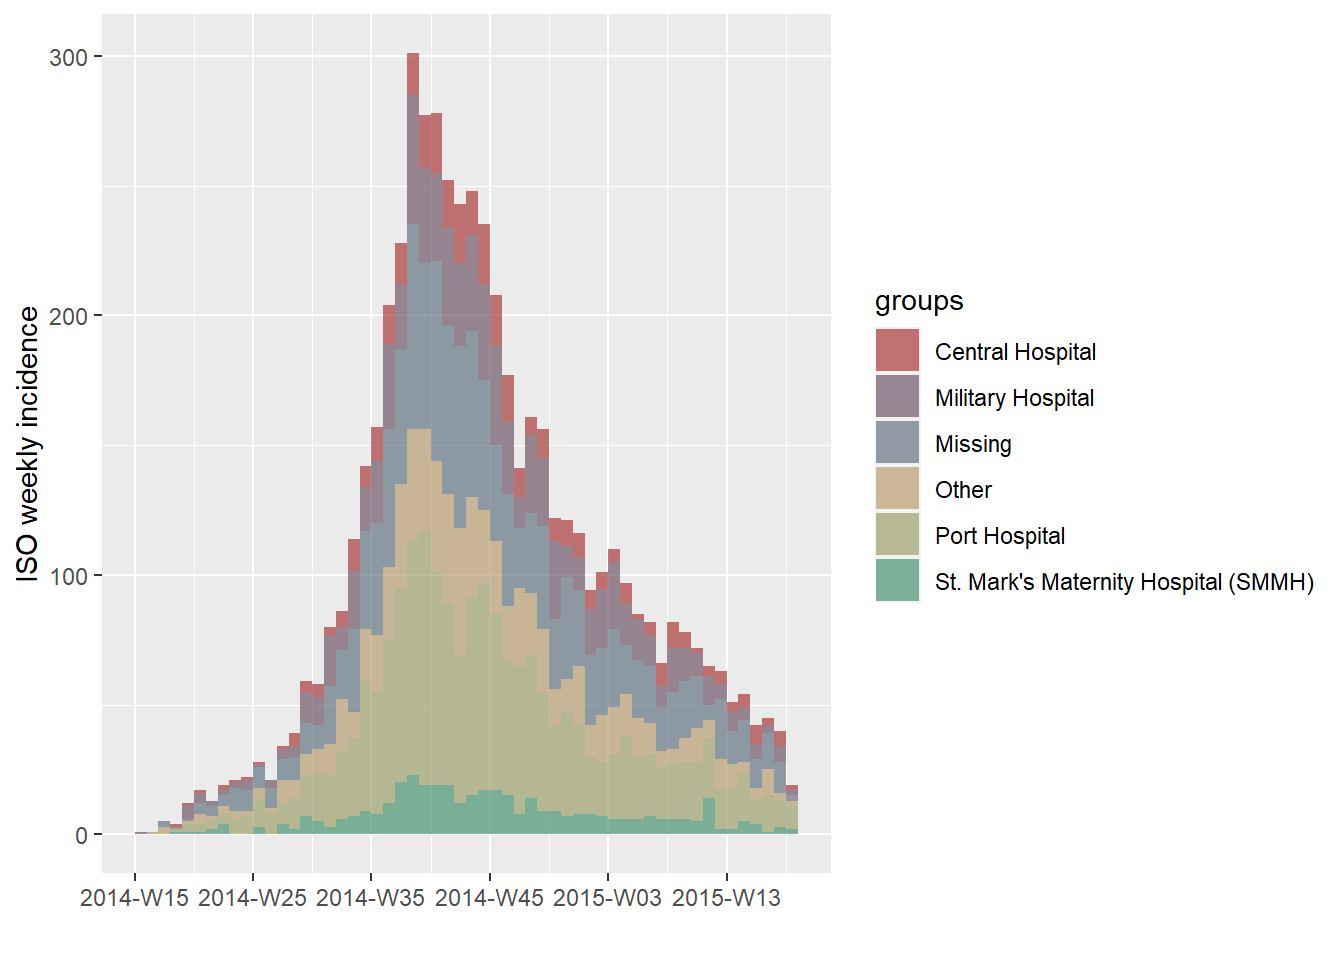 ISO weekly incidence
300
200
100
0
2014-W15 2014-W25 2014-W35 2014-W45 2015-W03 2015-W13
groups
Central Hospital
Military Hospital
Missing
Other
Port Hospital
St. Mark's Maternity Hospital (SMMH)